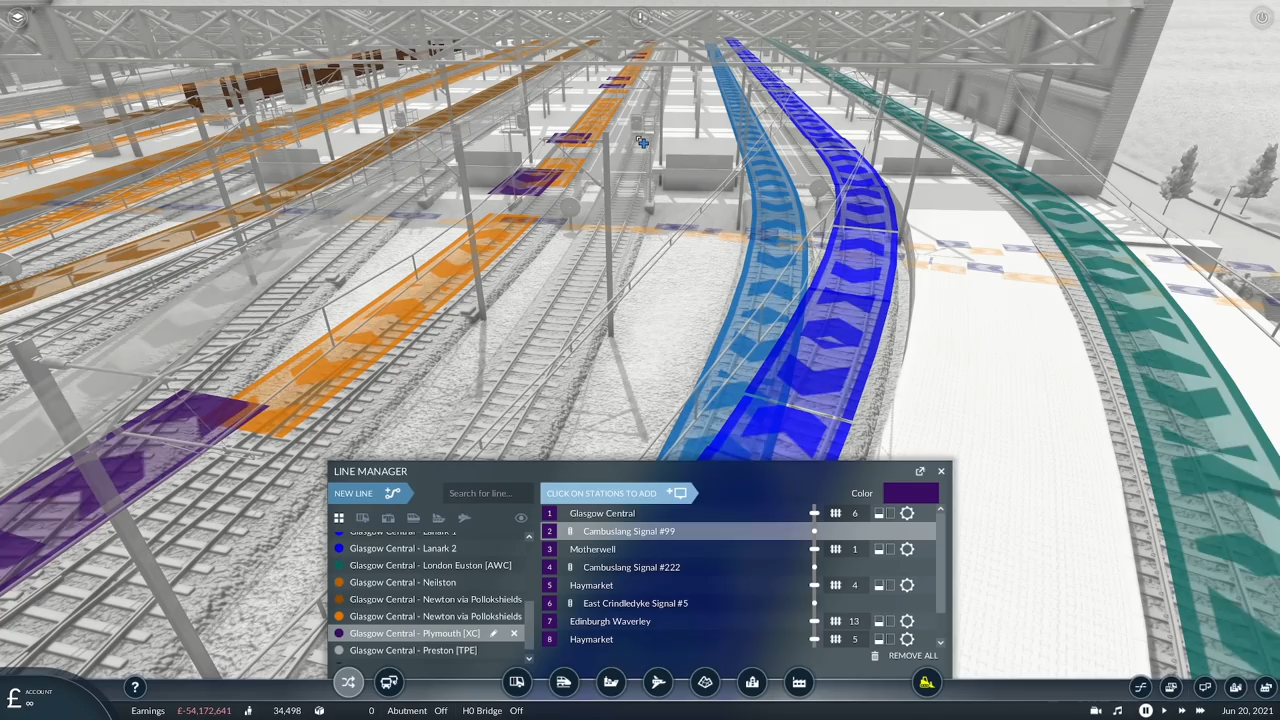 LINE MANAGER
NEW LINE
Search for line...
CLICK ON STATIONS TO ADD
Color
Glasgow Central - Lanark 1
Glasgow Central - Lanark 2
Glasgow Central - London Euston [AWC]
Glasgow Central - Neilston
Glasgow Central - Newton via Pollokshields
Glasgow Central - Newton via Pollokshields
Glasgow Central - Plymouth [XC]
Glasgow Central - Preston [TPE]
1 Glasgow Central 6
2 Cambuslang Signal #99
3 Motherwell 1
4 Cambuslang Signal #222
5 Haymarket 4
6 East Crindledyke Signal #5
7 Edinburgh Waverley 13
8 Haymarket 5
REMOVE ALL
£ ACCOUNT
∞
?
Earnings £-54,172,641 34,498 0 Abutment Off H0 Bridge Off
Jun 20, 2021